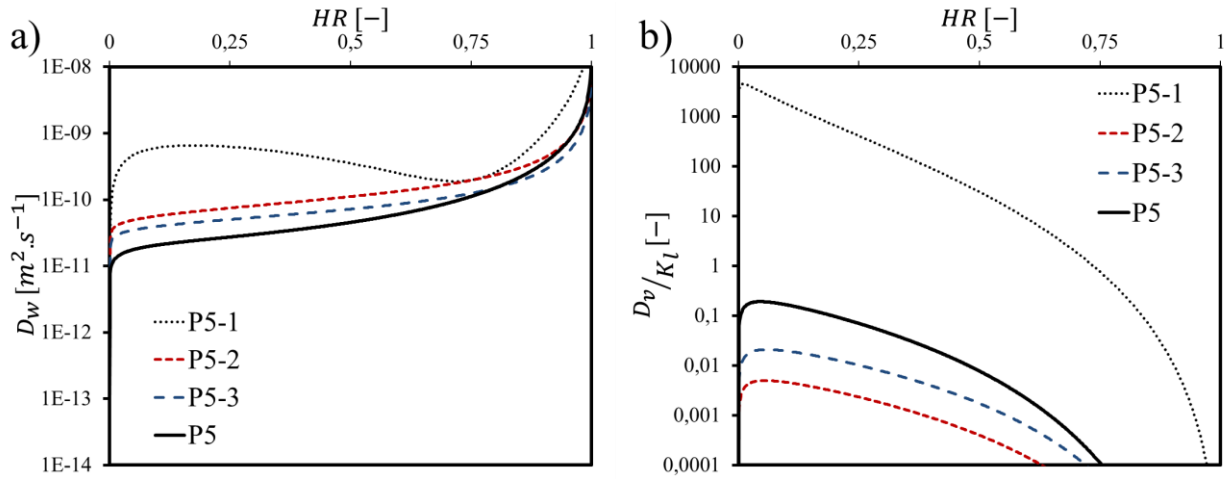 a)
HR [−]
0 0,25 0,5 0,75 1
1E-08
1E-09
1E-10
1E-11
1E-12
1E-13
1E-14
D_w [m².s⁻¹]
P5-1
P5-2
P5-3
P5
b)
HR [−]
0 0,25 0,5 0,75 1
10000
1000
100
10
1
0,1
0,01
0,001
0,0001
D_v/K_l [−]
P5-1
P5-2
P5-3
P5